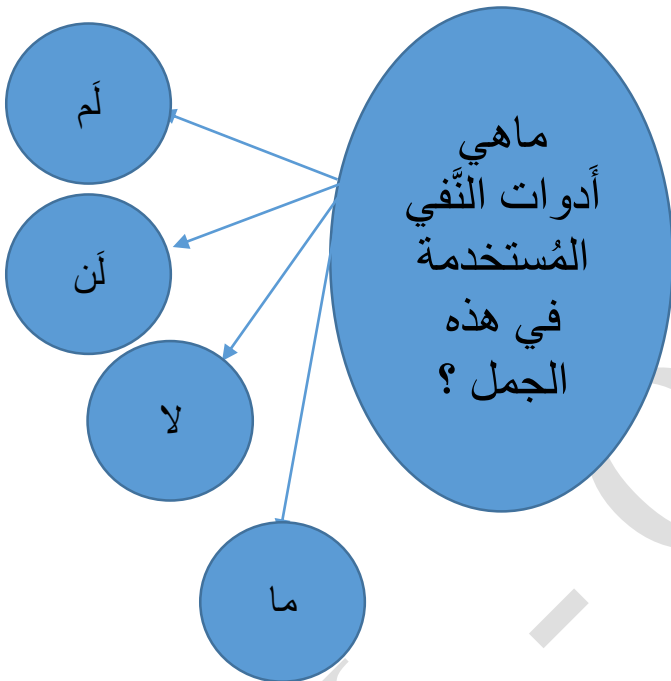 ماهي
أَدوات النَّفي
المُستخدمة
في هذه
الجمل ؟
لَم
لَن
لا
ما